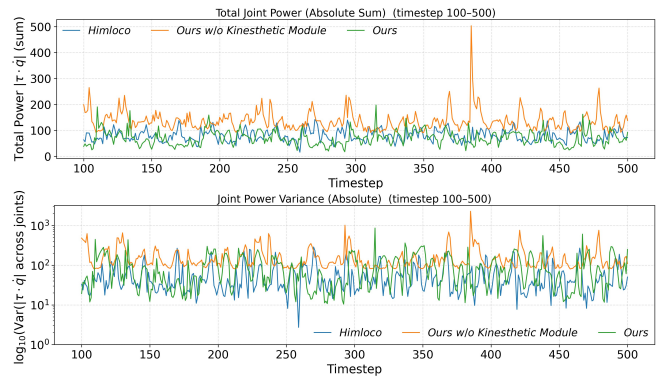 Total Joint Power (Absolute Sum)  (timestep 100–500)
Total Power |τ · q̇| (sum)
500
400
300
200
100
0
Himloco
Ours w/o Kinesthetic Module
Ours
100 150 200 250 300 350 400 450 500
Timestep
Joint Power Variance (Absolute)  (timestep 100–500)
log₁₀(Var(|τ · q̇| across joints)
10³
10²
10¹
10⁰
Himloco
Ours w/o Kinesthetic Module
Ours
100 150 200 250 300 350 400 450 500
Timestep